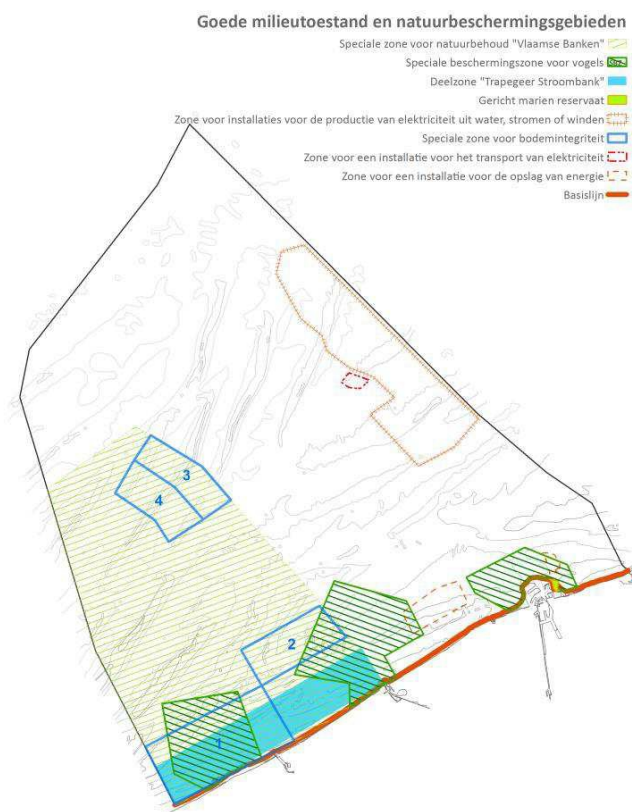 Goede milieutoestand en natuurbeschermingsgebieden
Speciale zone voor natuurbehoud "Vlaamse Banken"
Speciale beschermingszone voor vogels
Deelzone "Trapegeer Stroombank"
Gericht marien reservaat
Zone voor installaties voor de productie van elektriciteit uit water, stromen of winden
Speciale zone voor bodemintegriteit
Zone voor een installatie voor het transport van elektriciteit
Zone voor een installatie voor de opslag van energie
Basislijn
3
4
2
1